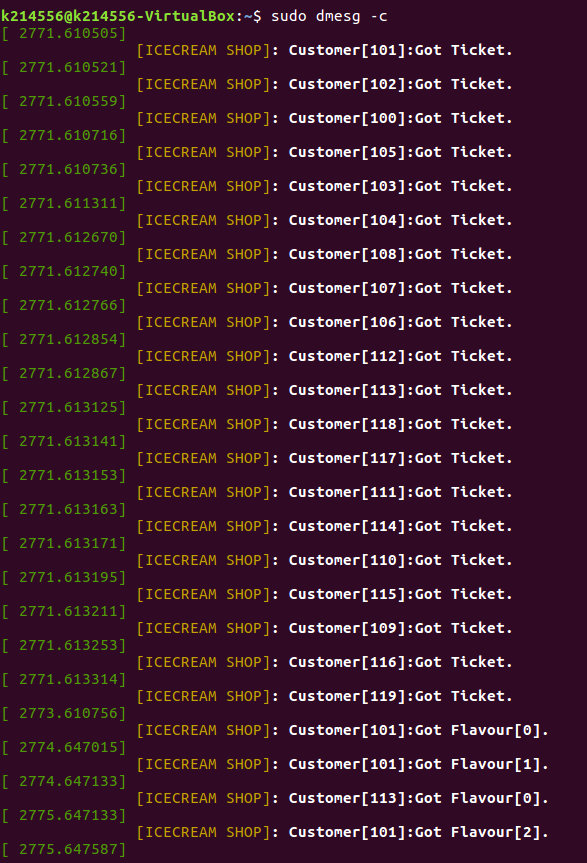 k214556@k214556-VirtualBox:~$ sudo dmesg -c
[ 2771.610505]
[ICECREAM SHOP]: Customer[101]:Got Ticket.
[ 2771.610521]
[ICECREAM SHOP]: Customer[102]:Got Ticket.
[ 2771.610559]
[ICECREAM SHOP]: Customer[100]:Got Ticket.
[ 2771.610716]
[ICECREAM SHOP]: Customer[105]:Got Ticket.
[ 2771.610736]
[ICECREAM SHOP]: Customer[103]:Got Ticket.
[ 2771.611311]
[ICECREAM SHOP]: Customer[104]:Got Ticket.
[ 2771.612670]
[ICECREAM SHOP]: Customer[108]:Got Ticket.
[ 2771.612740]
[ICECREAM SHOP]: Customer[107]:Got Ticket.
[ 2771.612766]
[ICECREAM SHOP]: Customer[106]:Got Ticket.
[ 2771.612854]
[ICECREAM SHOP]: Customer[112]:Got Ticket.
[ 2771.612867]
[ICECREAM SHOP]: Customer[113]:Got Ticket.
[ 2771.613125]
[ICECREAM SHOP]: Customer[118]:Got Ticket.
[ 2771.613141]
[ICECREAM SHOP]: Customer[117]:Got Ticket.
[ 2771.613153]
[ICECREAM SHOP]: Customer[111]:Got Ticket.
[ 2771.613163]
[ICECREAM SHOP]: Customer[114]:Got Ticket.
[ 2771.613171]
[ICECREAM SHOP]: Customer[110]:Got Ticket.
[ 2771.613195]
[ICECREAM SHOP]: Customer[115]:Got Ticket.
[ 2771.613211]
[ICECREAM SHOP]: Customer[109]:Got Ticket.
[ 2771.613253]
[ICECREAM SHOP]: Customer[116]:Got Ticket.
[ 2771.613314]
[ICECREAM SHOP]: Customer[119]:Got Ticket.
[ 2773.610756]
[ICECREAM SHOP]: Customer[101]:Got Flavour[0].
[ 2774.647015]
[ICECREAM SHOP]: Customer[101]:Got Flavour[1].
[ 2774.647133]
[ICECREAM SHOP]: Customer[113]:Got Flavour[0].
[ 2775.647133]
[ICECREAM SHOP]: Customer[101]:Got Flavour[2].
[ 2775.647587]